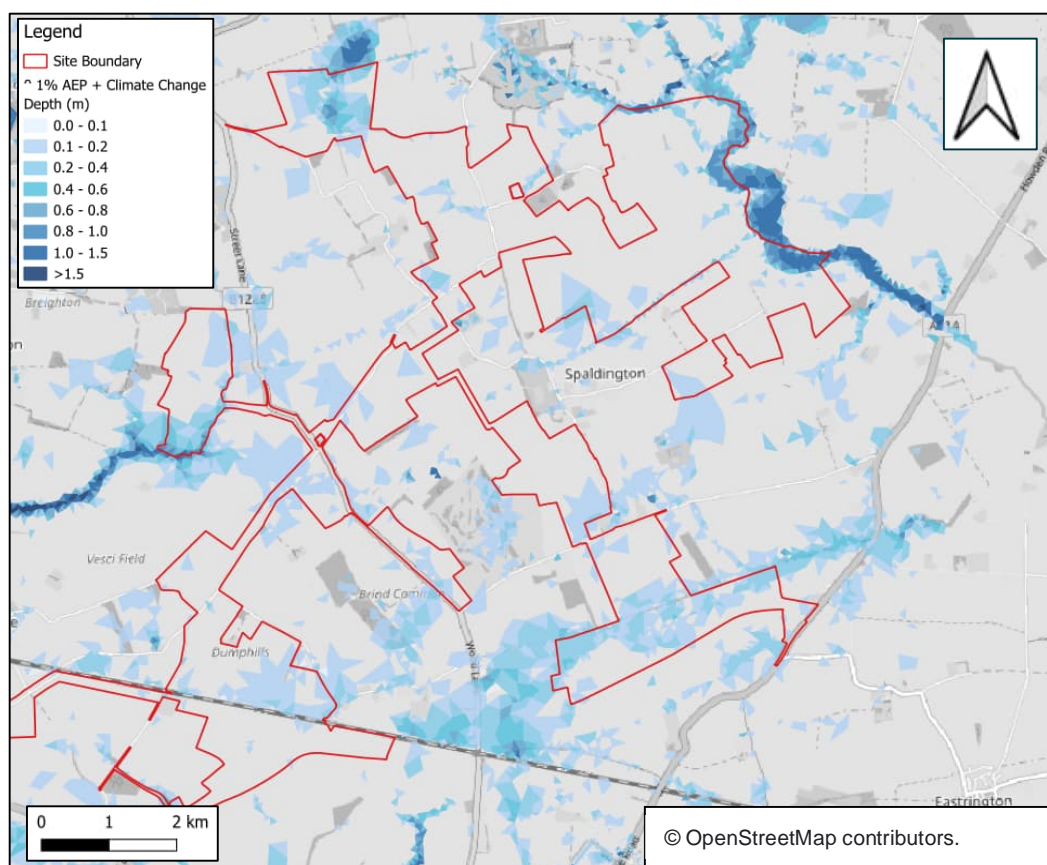 Legend
Site Boundary
^ 1% AEP + Climate Change
Depth (m)
0.0 - 0.1
0.1 - 0.2
0.2 - 0.4
0.4 - 0.6
0.6 - 0.8
0.8 - 1.0
1.0 - 1.5
>1.5
Howden
Street Lane
Breighton
Spaldington
Vesci Field
Brind Common
Dumphills
Eastrington
0 1 2 km
© OpenStreetMap contributors.